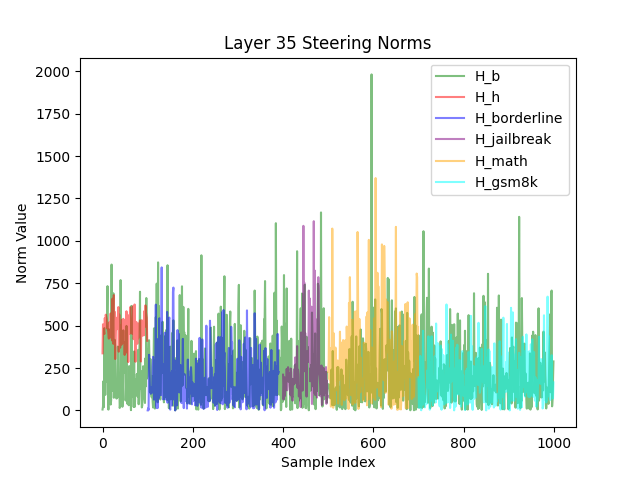 Layer 35 Steering Norms
2000
1750
1500
1250
1000
750
500
250
0
Norm Value
0
200
400
600
800
1000
Sample Index
H_b
H_h
H_borderline
H_jailbreak
H_math
H_gsm8k